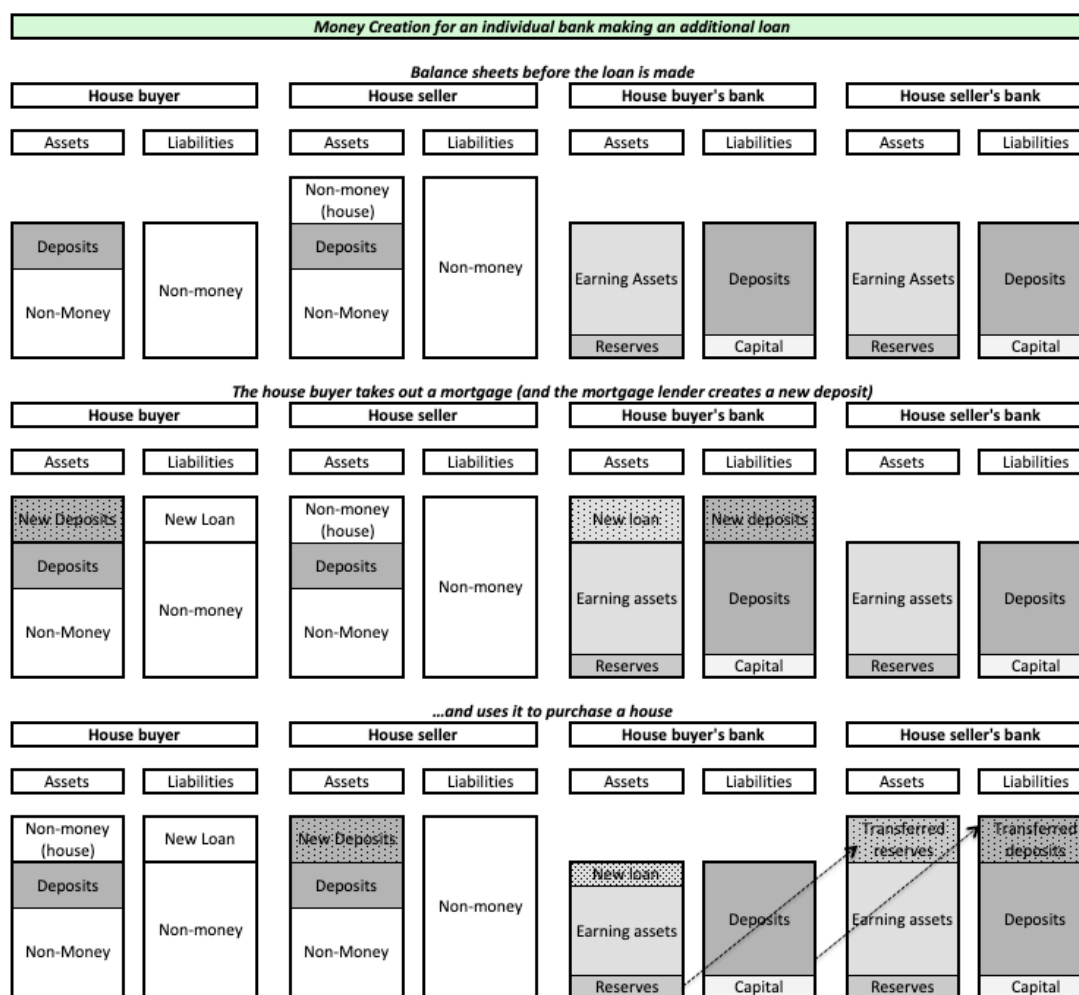 Money Creation for an individual bank making an additional loan
Balance sheets before the loan is made
House buyer House seller House buyer's bank House seller's bank
Assets Liabilities Assets Liabilities Assets Liabilities Assets Liabilities
Non-money
(house)
Deposits Deposits
Non-money Non-money Earning Assets Deposits Earning Assets Deposits
Non-Money Non-Money
Reserves Capital Reserves Capital
The house buyer takes out a mortgage (and the mortgage lender creates a new deposit)
House buyer House seller House buyer's bank House seller's bank
Assets Liabilities Assets Liabilities Assets Liabilities Assets Liabilities
New Deposits New Loan Non-money
(house) New loan New deposits
Deposits Deposits
Non-money Non-money Earning assets Deposits Earning assets Deposits
Non-Money Non-Money
Reserves Capital Reserves Capital
...and uses it to purchase a house
House buyer House seller House buyer's bank House seller's bank
Assets Liabilities Assets Liabilities Assets Liabilities Assets Liabilities
Non-money
(house) New Loan New Deposits Transferred
reserves Transferred
deposits
Deposits Deposits New loan
Non-money Non-money Earning assets Deposits Earning assets Deposits
Non-Money Non-Money
Reserves Capital Reserves Capital